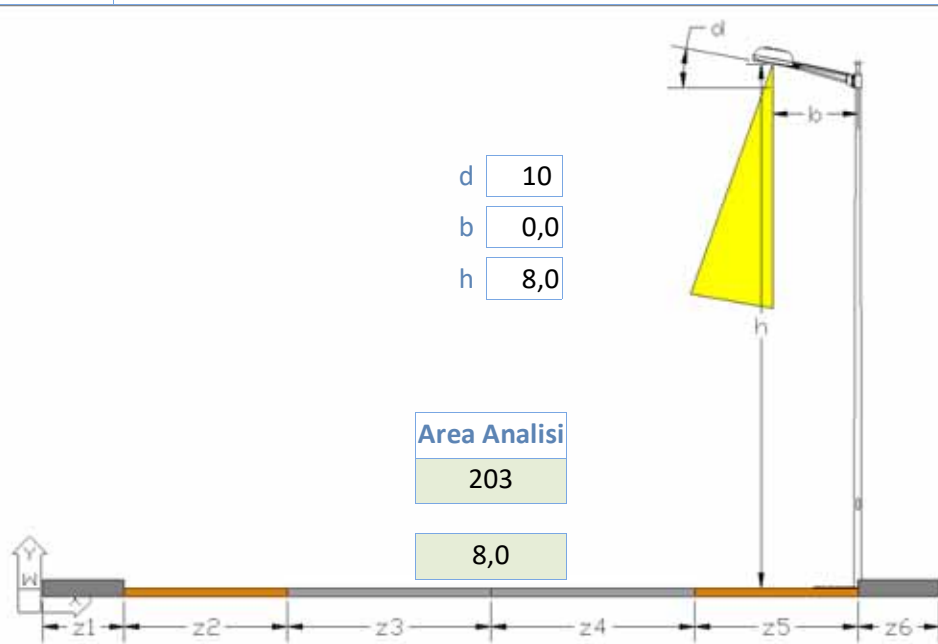 d
b
d 10
b 0,0
h 8,0
h
Area Analisi
203
8,0
Y
W
X
z1 z2 z3 z4 z5 z6